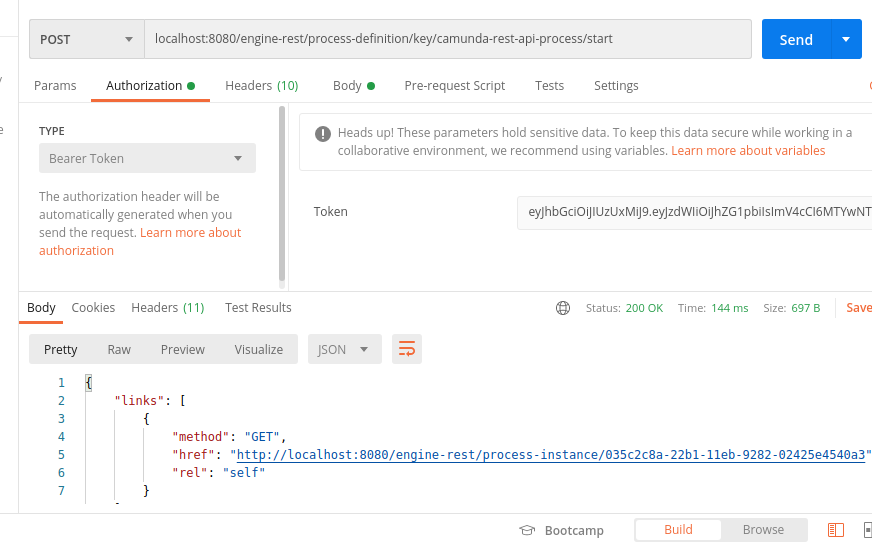 POST localhost:8080/engine-rest/process-definition/key/camunda-rest-api-process/start Send
Params Authorization Headers (10) Body Pre-request Script Tests Settings
TYPE
Bearer Token
The authorization header will be
automatically generated when you
send the request. Learn more about
authorization
Heads up! These parameters hold sensitive data. To keep this data secure while working in a
collaborative environment, we recommend using variables. Learn more about variables
Token eyJhbGciOiJIUzUxMiJ9.eyJzdWIiOiJhZG1pbiIsImV4cCI6MTYwNT
Body Cookies Headers (11) Test Results Status: 200 OK Time: 144 ms Size: 697 B Save
Pretty Raw Preview Visualize JSON
1 {
2 "links": [
3 {
4 "method": "GET",
5 "href": "http://localhost:8080/engine-rest/process-instance/035c2c8a-22b1-11eb-9282-02425e4540a3"
6 "rel": "self"
7 }
Bootcamp Build Browse